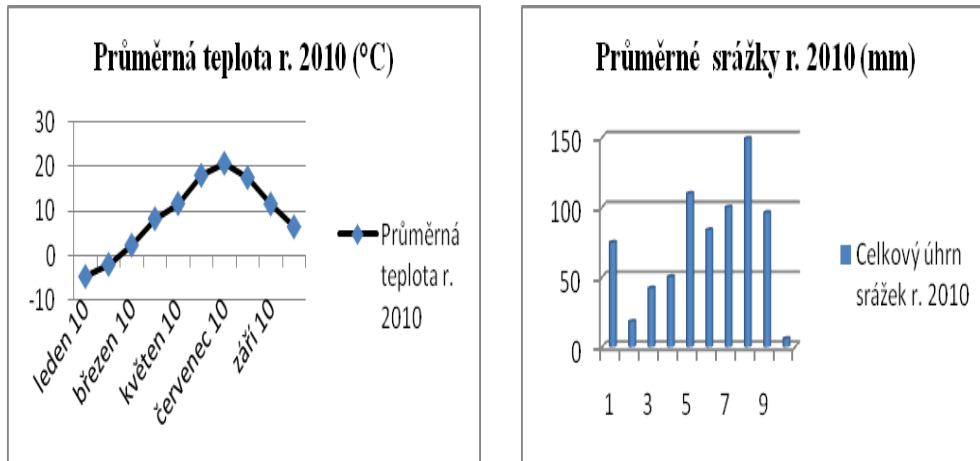 Průměrná teplota r. 2010 (°C)
30
20
10
0
-10
leden 10
březen 10
květen 10
červenec 10
září 10
Průměrná
teplota r.
2010
Průměrné srážky r. 2010 (mm)
150
100
50
0
1
3
5
7
9
Celkový úhrn
srážek r. 2010